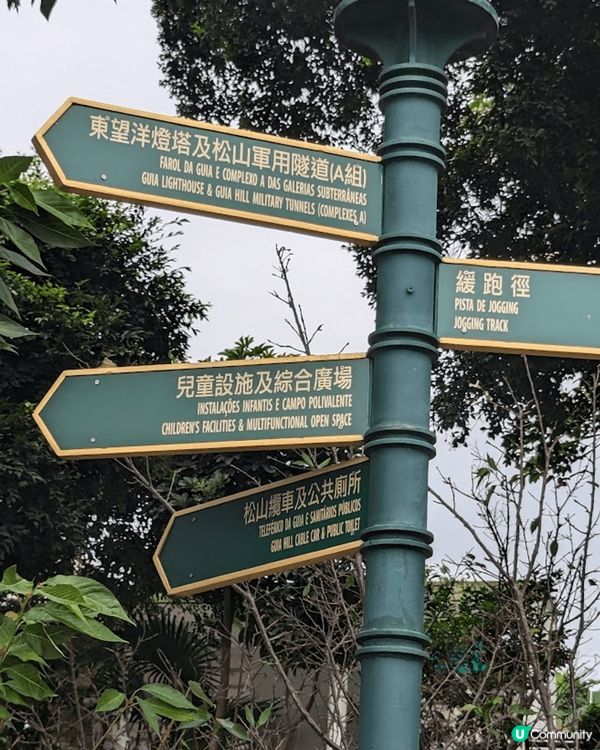 東望洋燈塔及松山軍用隧道(A組)
FAROL DA GUIA E COMPLEXO A DAS GALERIAS SUBTERRÂNEAS
GUIA LIGHTHOUSE & GUIA HILL MILITARY TUNNELS (COMPLEXES A)
緩跑徑
PISTA DE JOGGING
JOGGING TRACK
兒童設施及綜合廣場
INSTALAÇÕES INFANTIS E CAMPO POLIVALENTE
CHILDREN'S FACILITIES & MULTIFUNCTIONAL OPEN SPACE
松山纜車及公共廁所
TELEFÉRICO DA GUIA E SANITÁRIOS PÚBLICOS
GUIA HILL CABLE CAR & PUBLIC TOILET
U Community